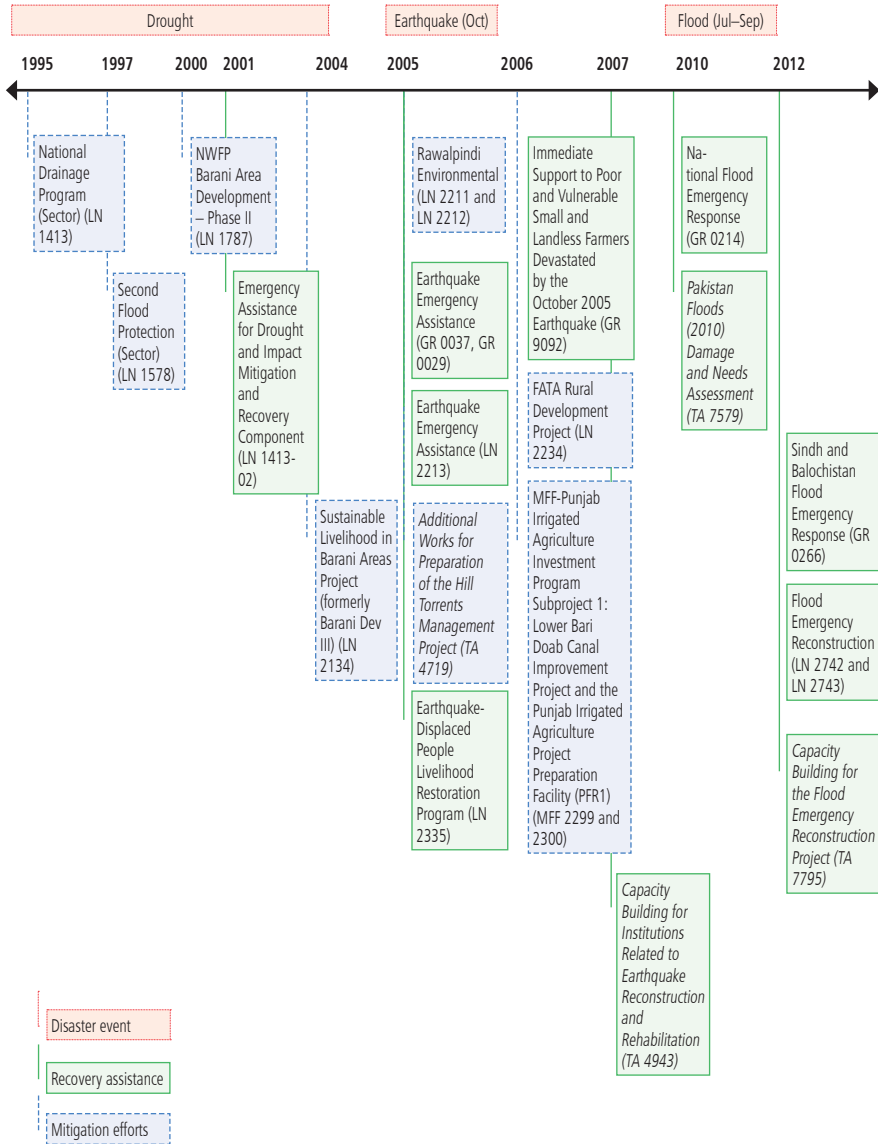 Drought
Earthquake (Oct)
Flood (Jul–Sep)
1995
1997
2000
2001
2004
2005
2006
2007
2010
2012
National
Drainage
Program
(Sector) (LN
1413)
Second
Flood
Protection
(Sector)
(LN 1578)
NWFP
Barani Area
Development
– Phase II
(LN 1787)
Emergency
Assistance
for Drought
and Impact
Mitigation
and
Recovery
Component
(LN 1413-
02)
Sustainable
Livelihood in
Barani Areas
Project
(formerly
Barani Dev
III) (LN
2134)
Rawalpindi
Environmental
(LN 2211 and
LN 2212)
Earthquake
Emergency
Assistance
(GR 0037, GR
0029)
Earthquake
Emergency
Assistance (LN
2213)
Additional
Works for
Preparation
of the Hill
Torrents
Management
Project (TA
4719)
Earthquake-
Displaced
People
Livelihood
Restoration
Program (LN
2335)
Immediate
Support to Poor
and Vulnerable
Small and
Landless Farmers
Devastated
by the
October 2005
Earthquake (GR
9092)
FATA Rural
Development
Project (LN
2234)
MFF-Punjab
Irrigated
Agriculture
Investment
Program
Subproject 1:
Lower Bari
Doab Canal
Improvement
Project and the
Punjab Irrigated
Agriculture
Project
Preparation
Facility (PFR1)
(MFF 2299 and
2300)
Capacity
Building for
Institutions
Related to
Earthquake
Reconstruction
and
Rehabilitation
(TA 4943)
Na-
tional Flood
Emergency
Response
(GR 0214)
Pakistan
Floods
(2010)
Damage
and Needs
Assessment
(TA 7579)
Sindh and
Balochistan
Flood
Emergency
Response (GR
0266)
Flood
Emergency
Reconstruction
(LN 2742 and
LN 2743)
Capacity
Building for
the Flood
Emergency
Reconstruction
Project (TA
7795)
Disaster event
Recovery assistance
Mitigation efforts